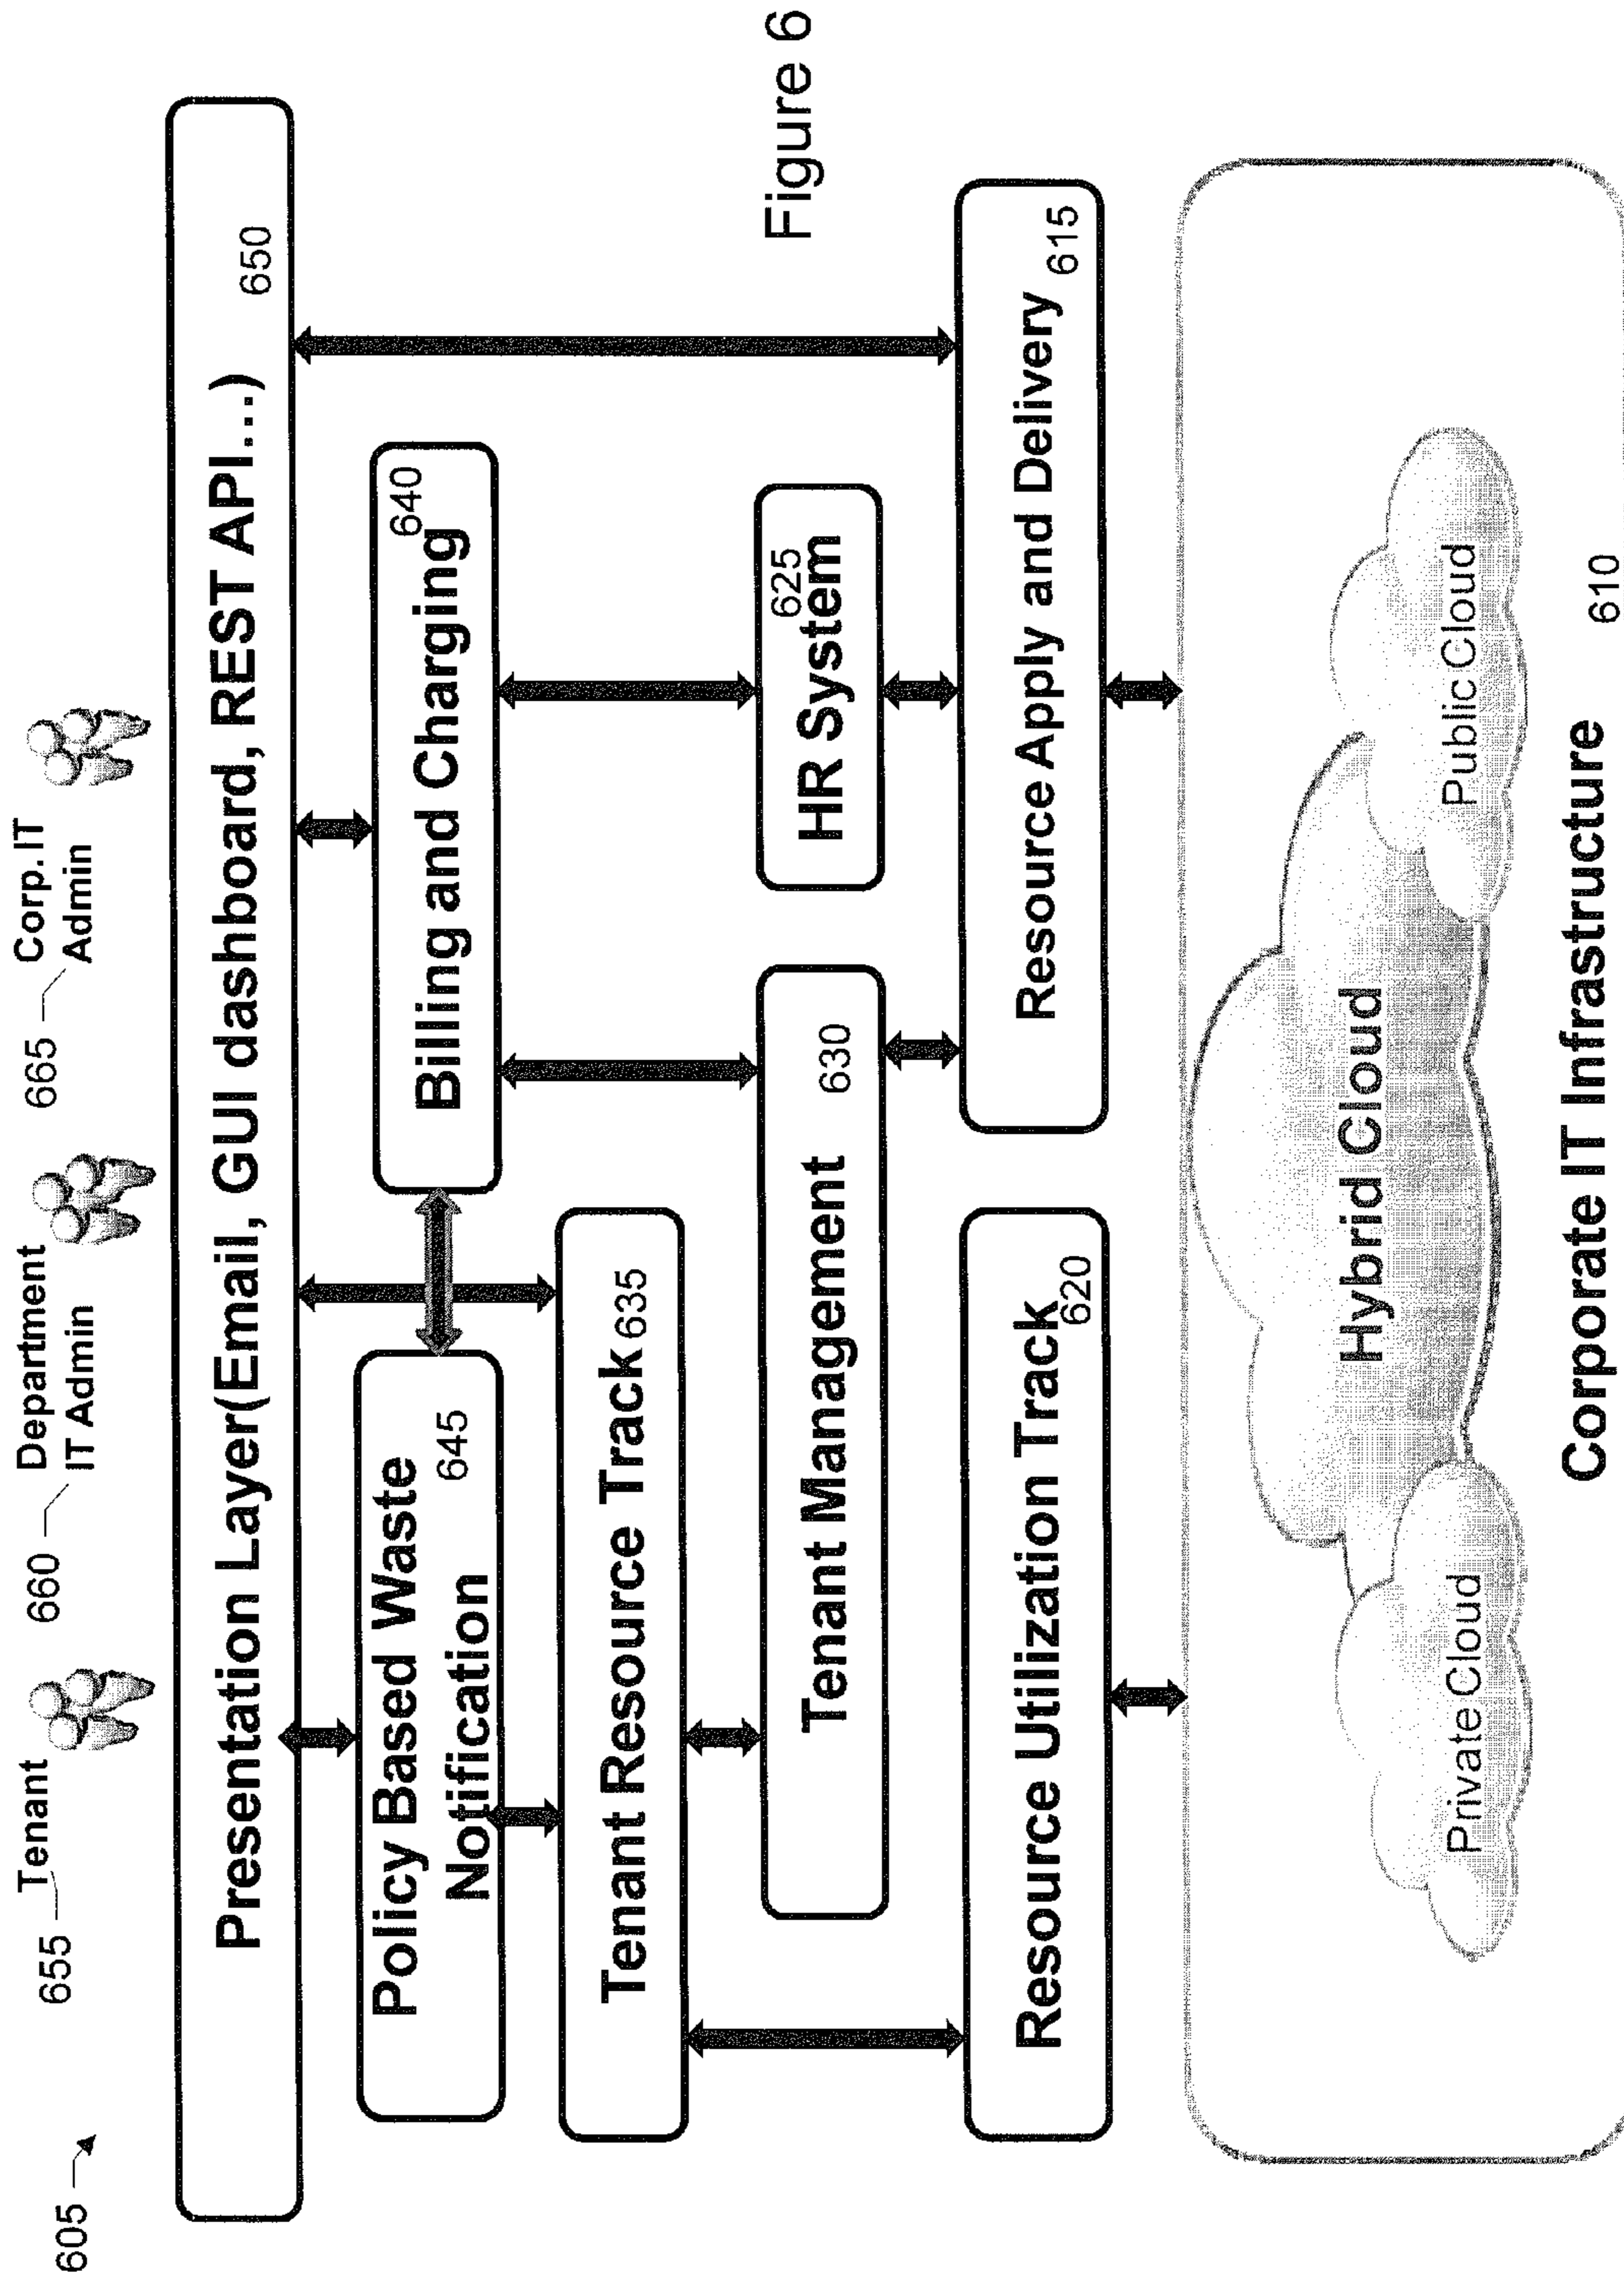 605
655 Tenant
660 Department
IT Admin
665 Corp. IT
Admin
Presentation Layer(Email, GUI dashboard, REST API...)
650
Policy Based Waste
Notification
645
Billing and Charging
640
Tenant Resource Track 635
Tenant Management
630
HR System
625
Figure 6
Resource Utilization Track
620
Resource Apply and Delivery
615
Hybrid Cloud
Private Cloud
Public Cloud
Corporate IT Infrastructure
610